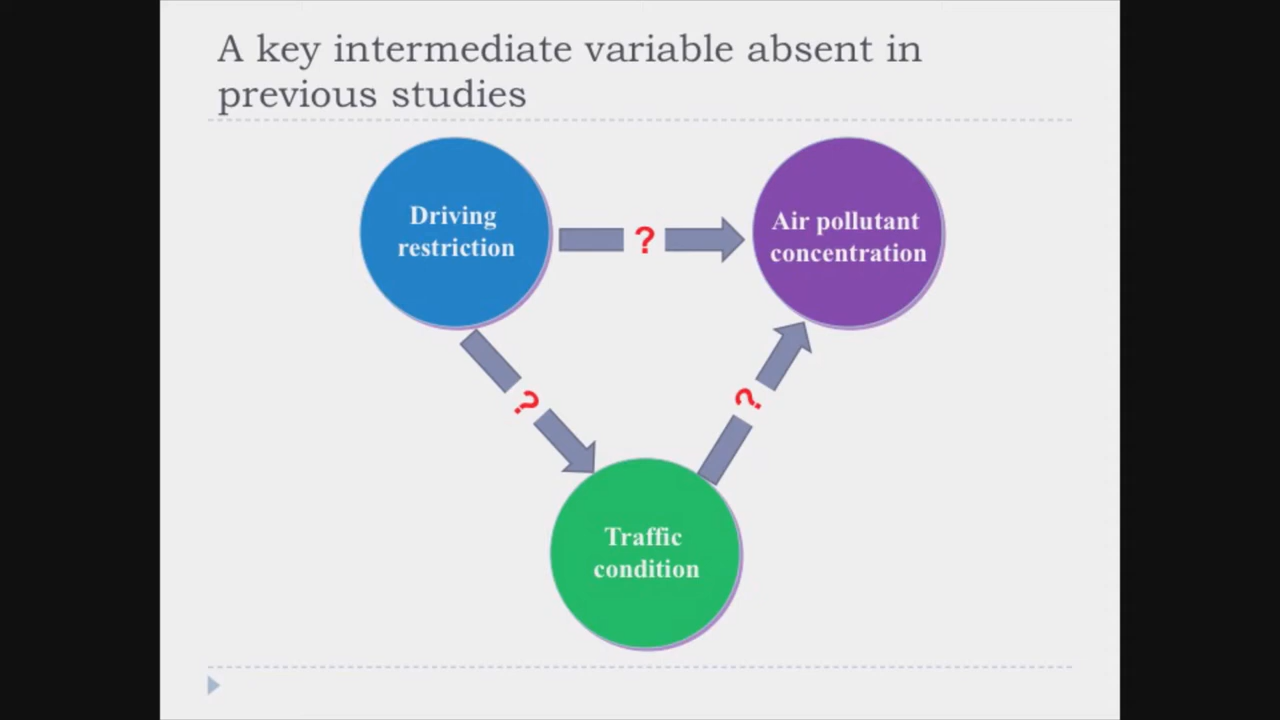 A key intermediate variable absent in
previous studies
Driving
restriction
?
Air pollutant
concentration
?
?
Traffic
condition